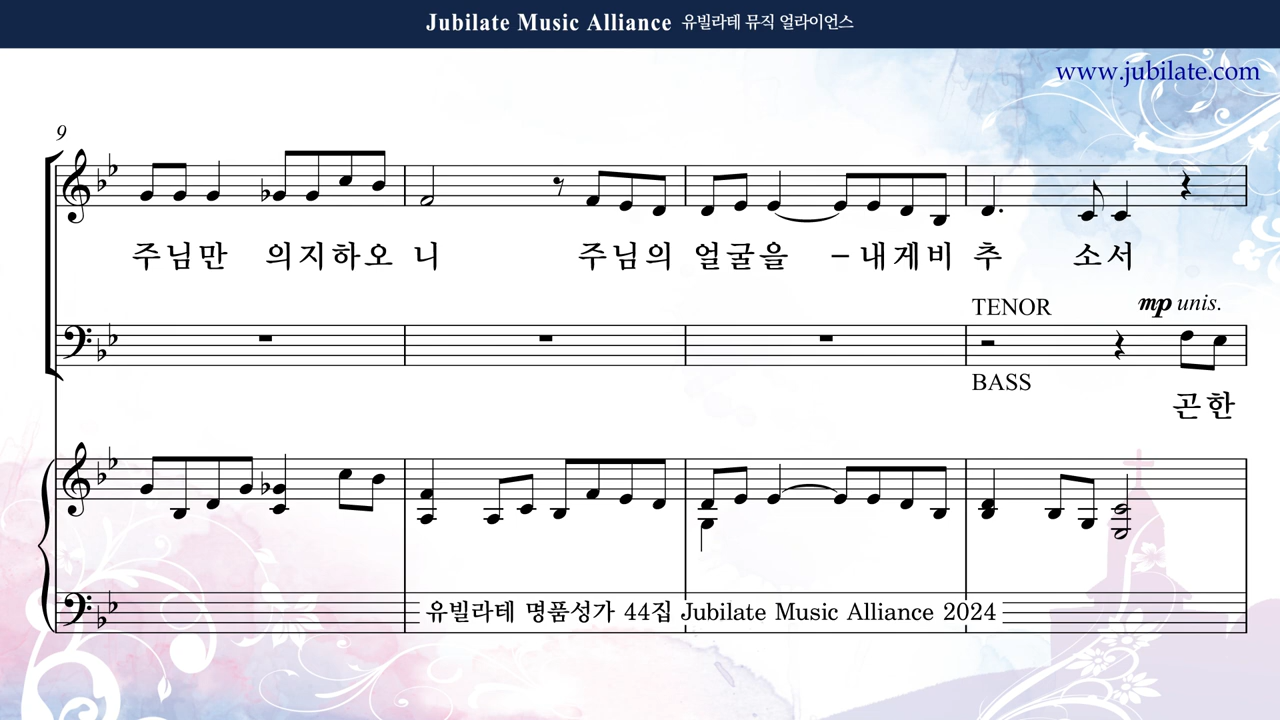 Jubilate Music Alliance 유빌라테 뮤직 얼라이언스
www.jubilate.com
9
주님만 의지하오 니 주님의 얼굴을 –내게비 추 소서
TENOR mp unis.
BASS
곤한
유빌라테 명품성가 44집 Jubilate Music Alliance 2024